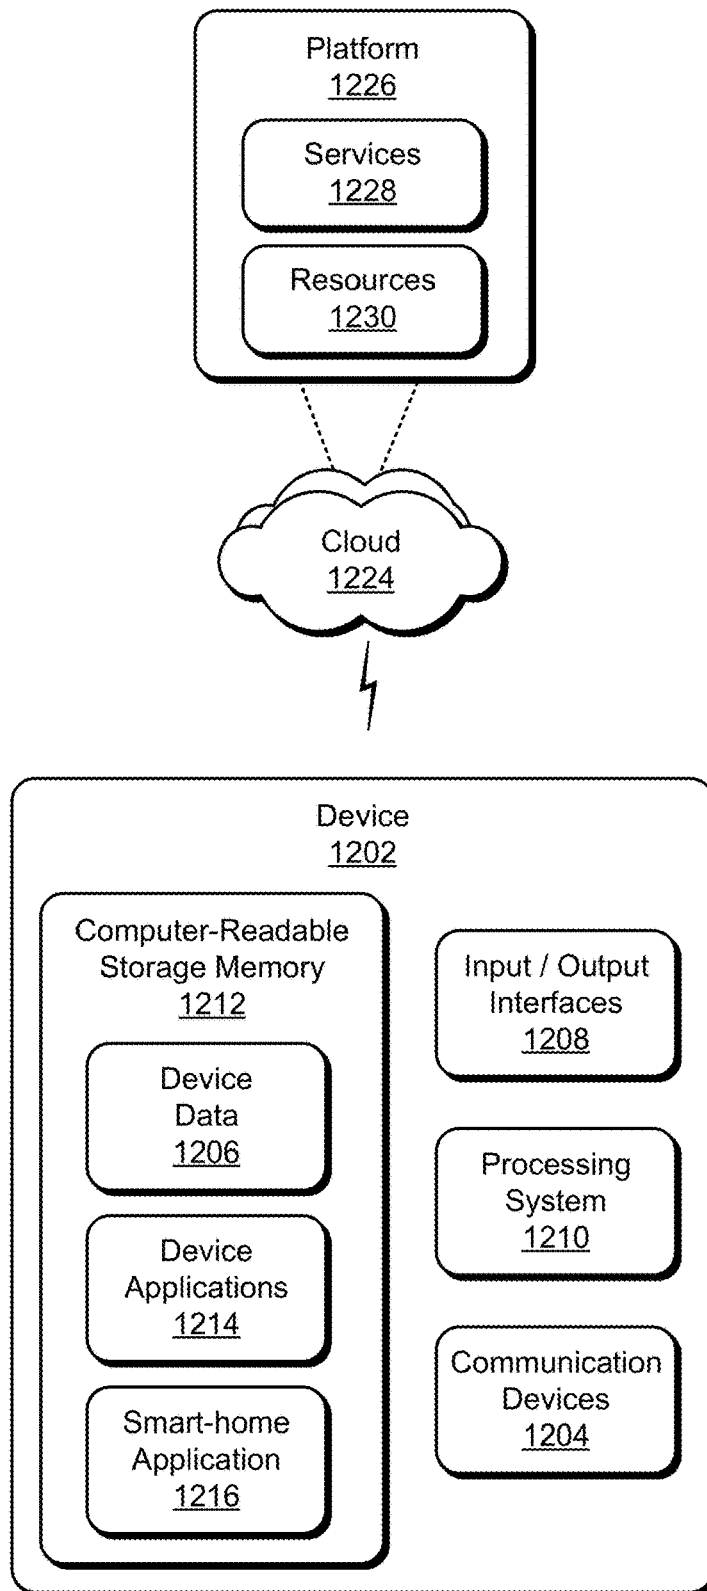 Platform
1226
Services
1228
Resources
1230
Cloud
1224
Device
1202
Computer-Readable
Storage Memory
1212
Device
Data
1206
Device
Applications
1214
Smart-home
Application
1216
Input / Output
Interfaces
1208
Processing
System
1210
Communication
Devices
1204